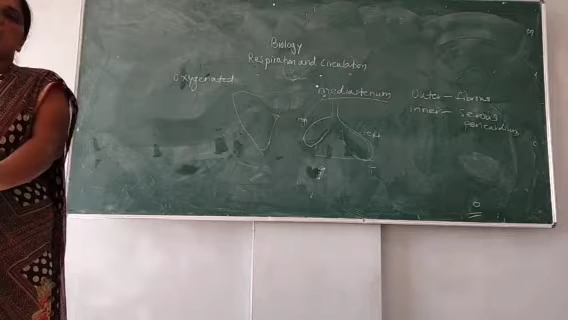 Biology
Respiration and Circulation
Oxygenated
mediastenum
Outer - fibrous
inner - serous
pericardium
left